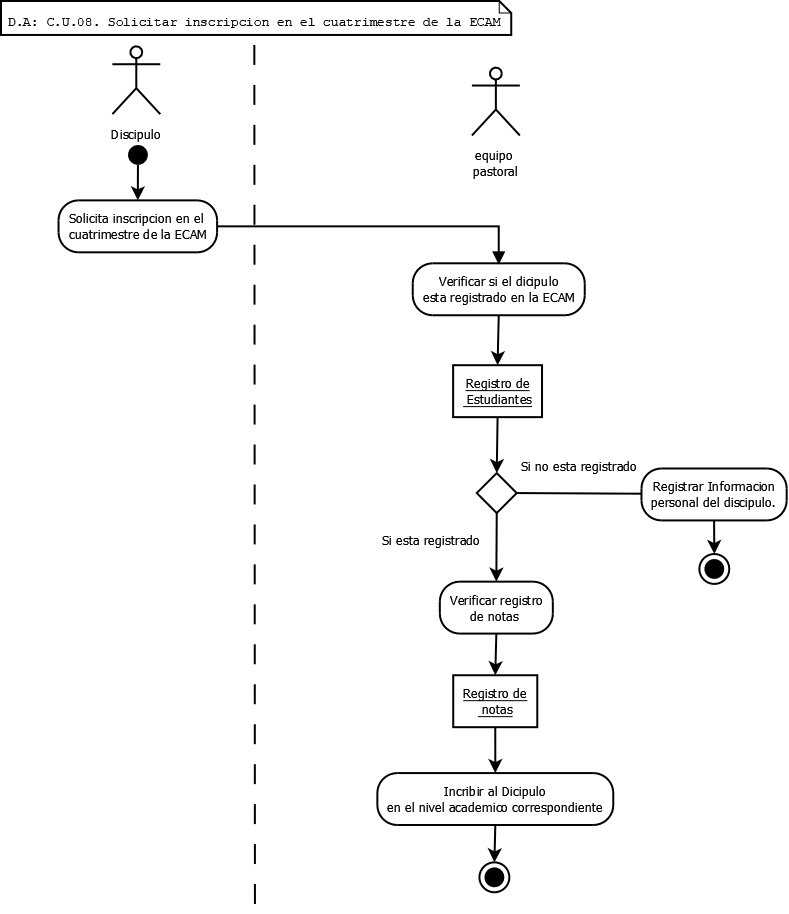 D.A: C.U.08. Solicitar inscripcion en el cuatrimestre de la ECAM
Discipulo
equipo
pastoral
Solicita inscripcion en el
cuatrimestre de la ECAM
Verificar si el dicipulo
esta registrado en la ECAM
Registro de
Estudiantes
Si no esta registrado
Registrar Informacion
personal del discipulo.
Si esta registrado
Verificar registro
de notas
Registro de
notas
Incribir al Dicipulo
en el nivel academico correspondiente